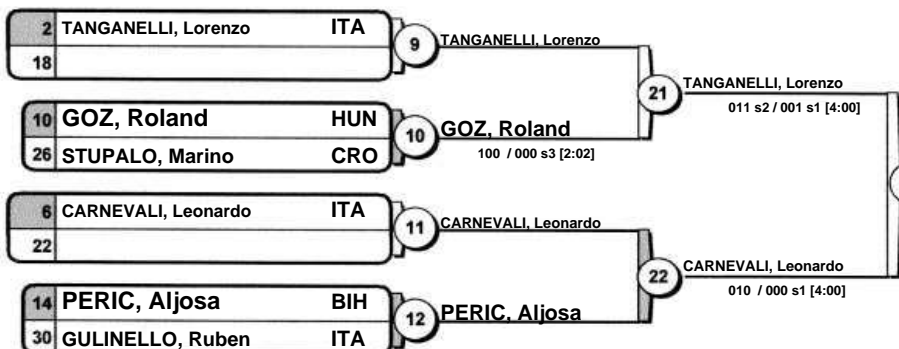 2 TANGANELLI, Lorenzo ITA
18
9
TANGANELLI, Lorenzo
10 GOZ, Roland HUN
26 STUPALO, Marino CRO
10
GOZ, Roland
100 / 000 s3 [2:02]
21
TANGANELLI, Lorenzo
011 s2 / 001 s1 [4:00]
6 CARNEVALI, Leonardo ITA
22
11
CARNEVALI, Leonardo
14 PERIC, Aljosa BIH
30 GULINELLO, Ruben ITA
12
PERIC, Aljosa
22
CARNEVALI, Leonardo
010 / 000 s1 [4:00]